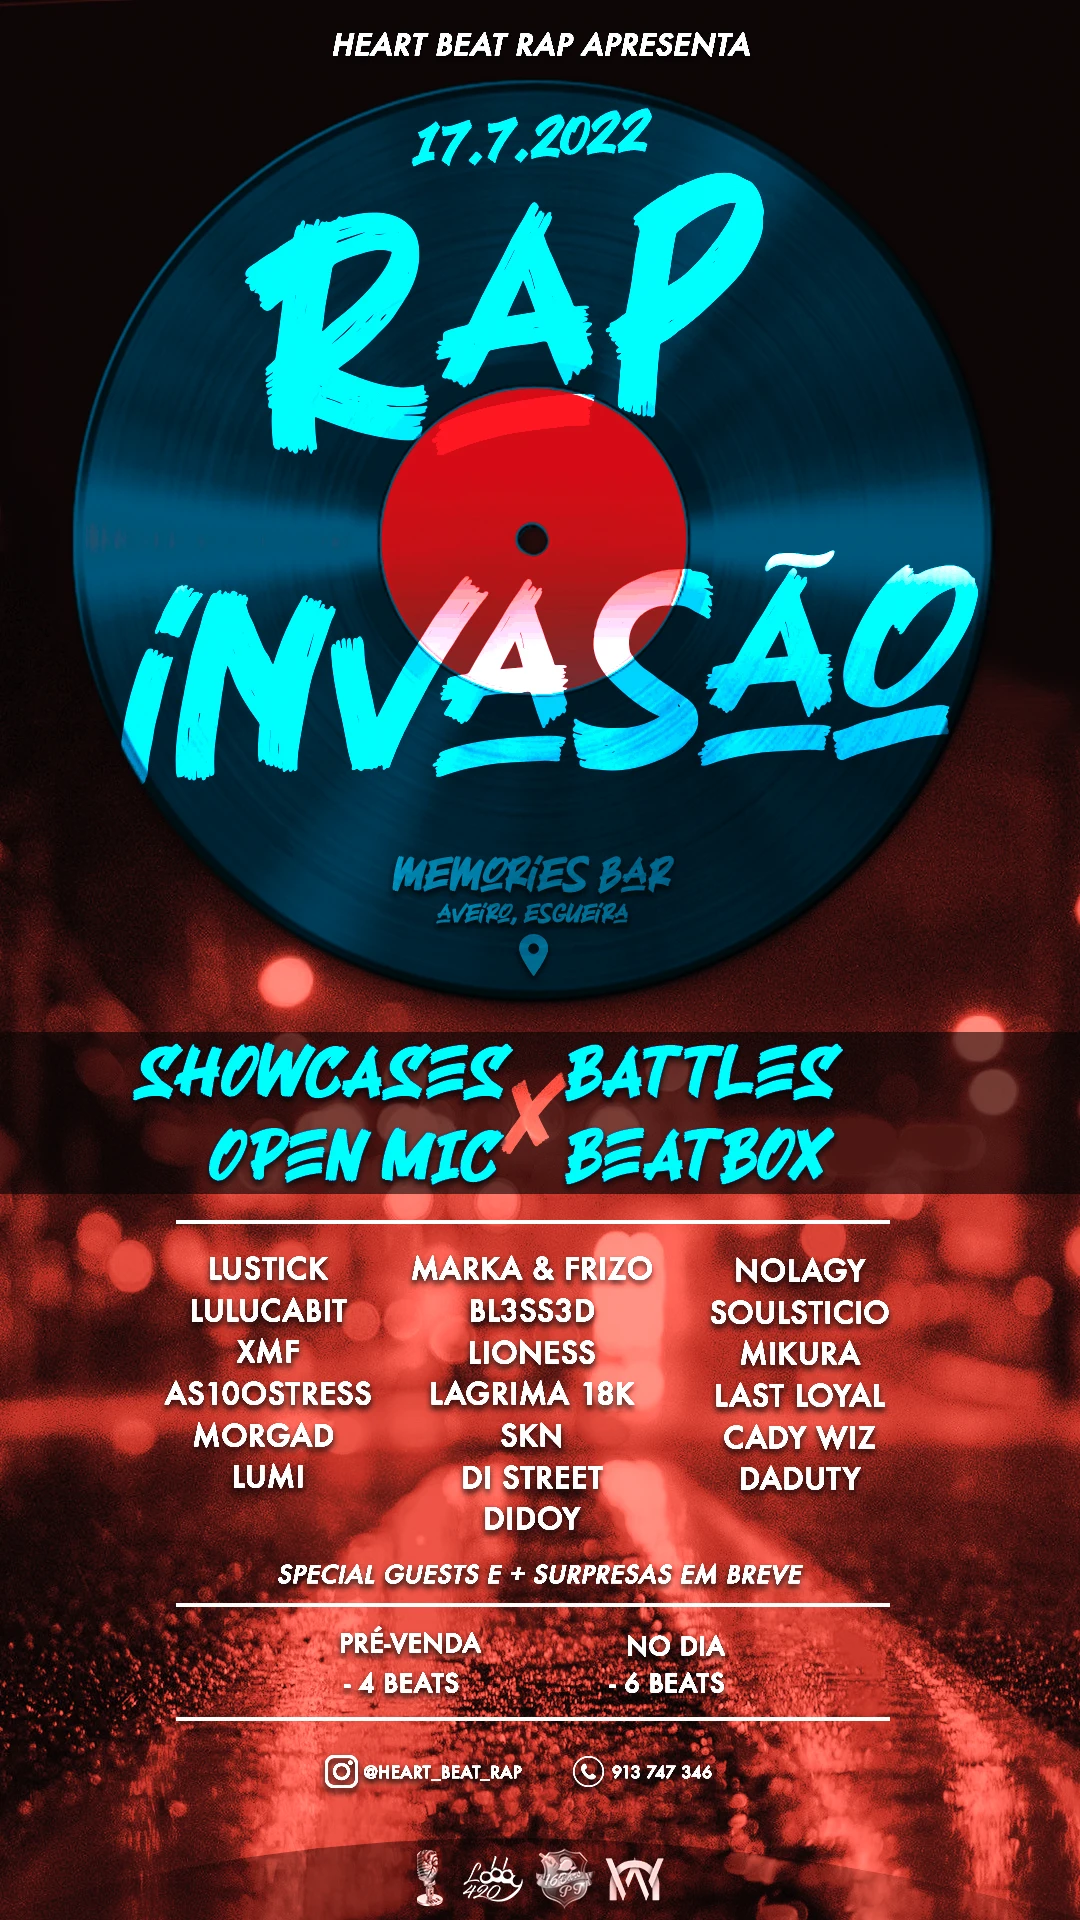 HEART BEAT RAP APRESENTA
17.7.2022
RAP
INVASÃO
MEMORIES BAR
AVEIRO, ESGUEIRA
SHOWCASES X BATTLES
OPEN MIC BEATBOX
LUSTICK MARKA & FRIZO NOLAGY
LULUCABIT BL3SS3D SOULSTICIO
XMF LIONESS MIKURA
AS10OSTRESS LAGRIMA 18K LAST LOYAL
MORGAD SKN CADY WIZ
LUMI DI STREET DADUTY
DIDOY
SPECIAL GUESTS E + SURPRESAS EM BREVE
PRÉ-VENDA NO DIA
- 4 BEATS - 6 BEATS
@HEART_BEAT_RAP 913 747 346
Lobby
420
PT